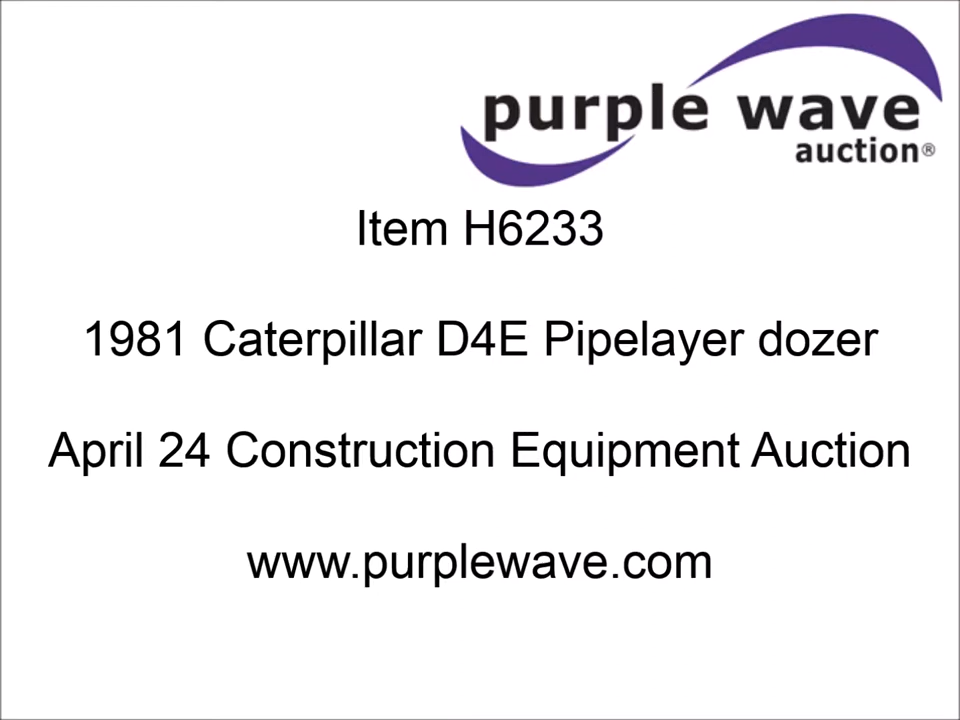 purple wave
auction®
Item H6233
1981 Caterpillar D4E Pipelayer dozer
April 24 Construction Equipment Auction
www.purplewave.com